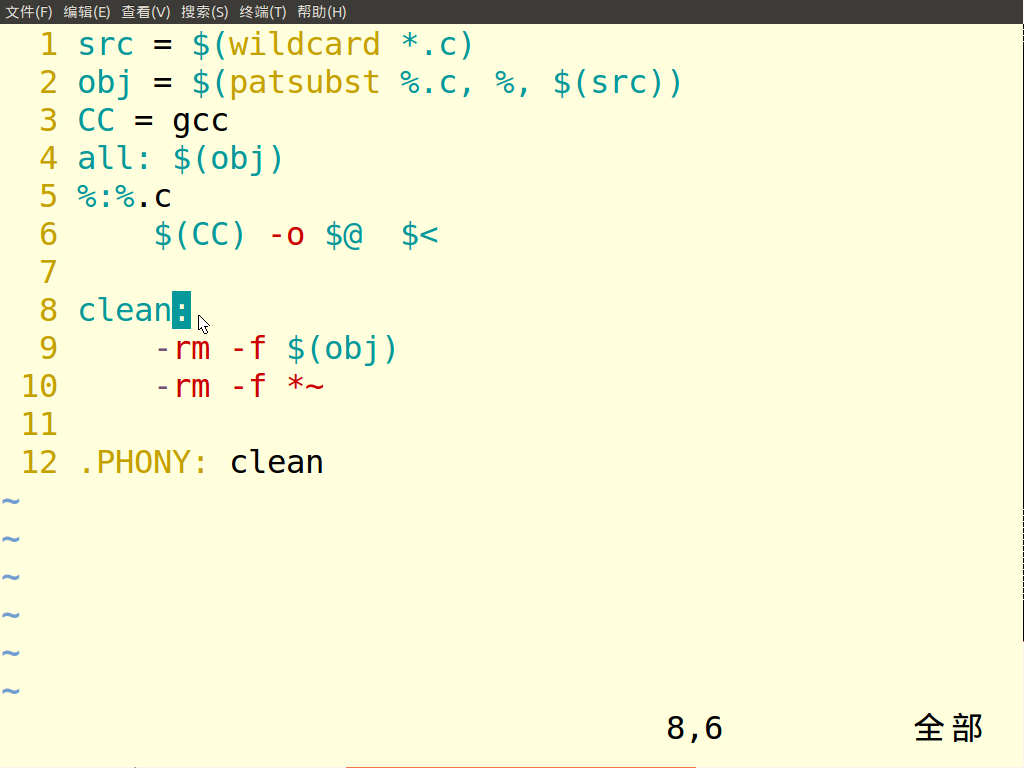 文件(F) 编辑(E) 查看(V) 搜索(S) 终端(T) 帮助(H)
1 src = $(wildcard *.c)
2 obj = $(patsubst %.c, %, $(src))
3 CC = gcc
4 all: $(obj)
5 %:%.c
6     $(CC) -o $@  $<
7
8 clean:
9     -rm -f $(obj)
10     -rm -f *~
11
12 .PHONY: clean
~
~
~
~
~
~
8,6 全部